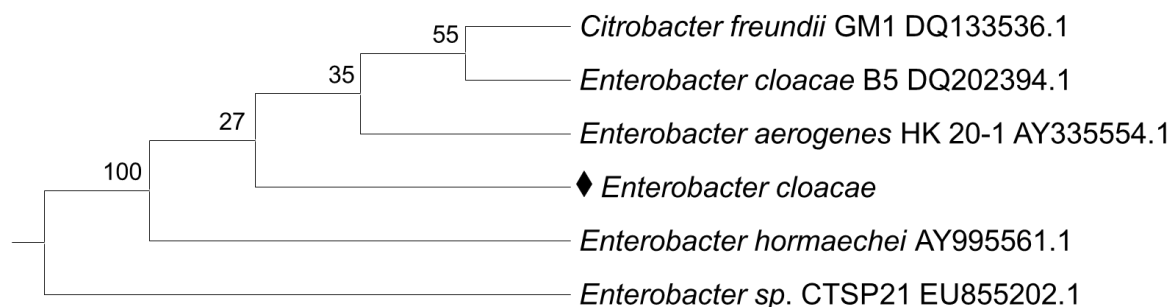 55
Citrobacter freundii GM1 DQ133536.1
35
Enterobacter cloacae B5 DQ202394.1
27
Enterobacter aerogenes HK 20-1 AY335554.1
100
♦ Enterobacter cloacae
Enterobacter hormaechei AY995561.1
Enterobacter sp. CTSP21 EU855202.1